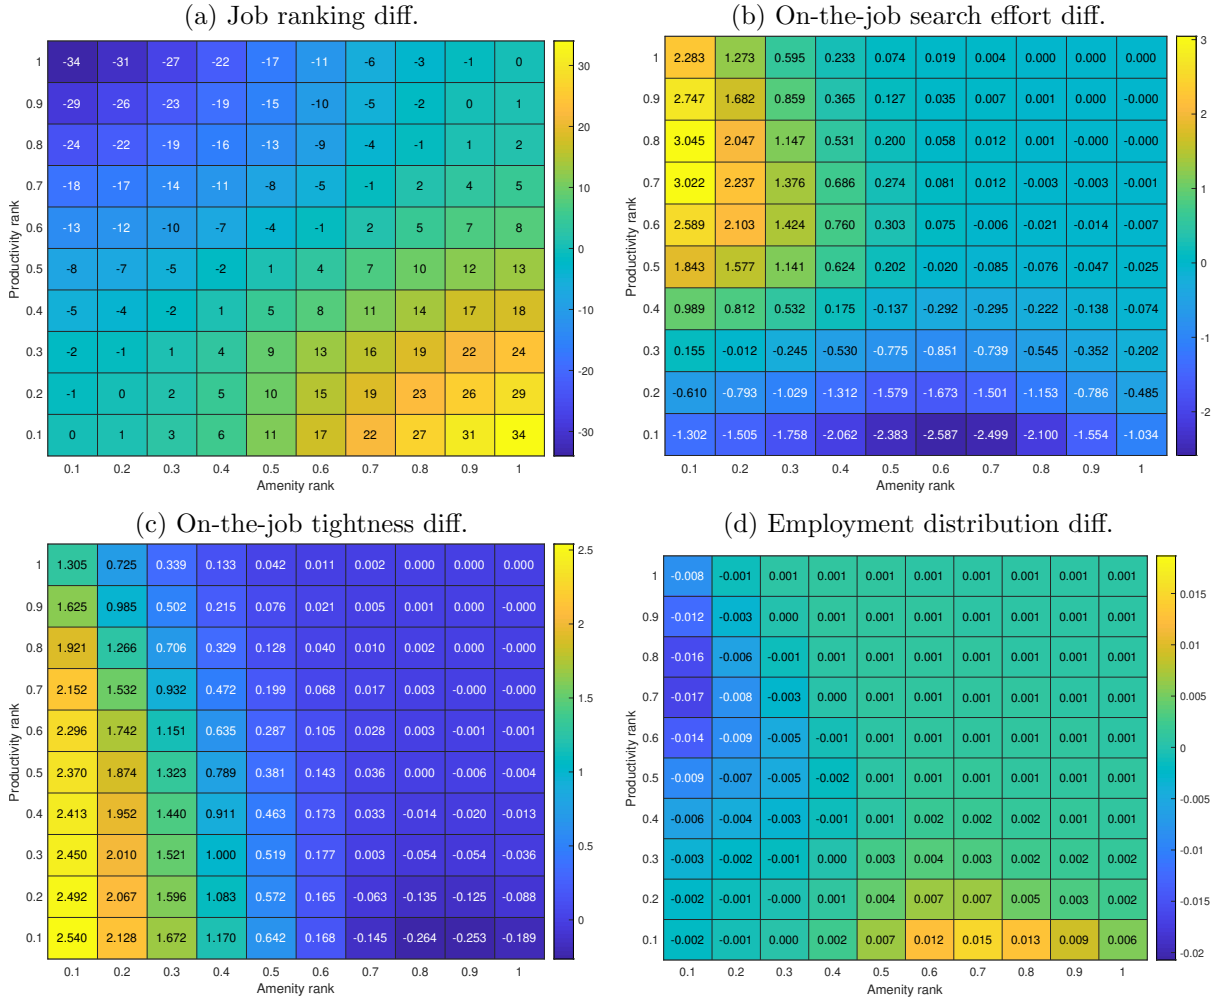 (a) Job ranking diff.
Productivity rank
1 -34 -31 -27 -22 -17 -11 -6 -3 -1 0
0.9 -29 -26 -23 -19 -15 -10 -5 -2 0 1
0.8 -24 -22 -19 -16 -13 -9 -4 -1 1 2
0.7 -18 -17 -14 -11 -8 -5 -1 2 4 5
0.6 -13 -12 -10 -7 -4 -1 2 5 7 8
0.5 -8 -7 -5 -2 1 4 7 10 12 13
0.4 -5 -4 -2 1 5 8 11 14 17 18
0.3 -2 -1 1 4 9 13 16 19 22 24
0.2 -1 0 2 5 10 15 19 23 26 29
0.1 0 1 3 6 11 17 22 27 31 34
0.1 0.2 0.3 0.4 0.5 0.6 0.7 0.8 0.9 1
Amenity rank
30
20
10
0
-10
-20
-30
(b) On-the-job search effort diff.
Productivity rank
1 2.283 1.273 0.595 0.233 0.074 0.019 0.004 0.000 0.000 0.000
0.9 2.747 1.682 0.859 0.365 0.127 0.035 0.007 0.001 0.000 -0.000
0.8 3.045 2.047 1.147 0.531 0.200 0.058 0.012 0.001 -0.000 -0.000
0.7 3.022 2.237 1.376 0.686 0.274 0.081 0.012 -0.003 -0.003 -0.001
0.6 2.589 2.103 1.424 0.760 0.303 0.075 -0.006 -0.021 -0.014 -0.007
0.5 1.843 1.577 1.141 0.624 0.202 -0.020 -0.085 -0.076 -0.047 -0.025
0.4 0.989 0.812 0.532 0.175 -0.137 -0.292 -0.295 -0.222 -0.138 -0.074
0.3 0.155 -0.012 -0.245 -0.530 -0.775 -0.851 -0.739 -0.545 -0.352 -0.202
0.2 -0.610 -0.793 -1.029 -1.312 -1.579 -1.673 -1.501 -1.153 -0.786 -0.485
0.1 -1.302 -1.505 -1.758 -2.062 -2.383 -2.587 -2.499 -2.100 -1.554 -1.034
0.1 0.2 0.3 0.4 0.5 0.6 0.7 0.8 0.9 1
Amenity rank
3
2
1
0
-1
-2
(c) On-the-job tightness diff.
Productivity rank
1 1.305 0.725 0.339 0.133 0.042 0.011 0.002 0.000 0.000 0.000
0.9 1.625 0.985 0.502 0.215 0.076 0.021 0.005 0.001 0.000 -0.000
0.8 1.921 1.266 0.706 0.329 0.128 0.040 0.010 0.002 0.000 -0.000
0.7 2.152 1.532 0.932 0.472 0.199 0.068 0.017 0.003 -0.000 -0.000
0.6 2.296 1.742 1.151 0.635 0.287 0.105 0.028 0.003 -0.001 -0.001
0.5 2.370 1.874 1.323 0.789 0.381 0.143 0.036 0.000 -0.006 -0.004
0.4 2.413 1.952 1.440 0.911 0.463 0.173 0.033 -0.014 -0.020 -0.013
0.3 2.450 2.010 1.521 1.000 0.519 0.177 0.003 -0.054 -0.054 -0.036
0.2 2.492 2.067 1.596 1.083 0.572 0.165 -0.063 -0.135 -0.125 -0.088
0.1 2.540 2.128 1.672 1.170 0.642 0.168 -0.145 -0.264 -0.253 -0.189
0.1 0.2 0.3 0.4 0.5 0.6 0.7 0.8 0.9 1
Amenity rank
2.5
2
1.5
1
0.5
0
(d) Employment distribution diff.
Productivity rank
1 -0.008 -0.001 0.001 0.001 0.001 0.001 0.001 0.001 0.001 0.001
0.9 -0.012 -0.003 0.000 0.001 0.001 0.001 0.001 0.001 0.001 0.001
0.8 -0.016 -0.006 -0.001 0.001 0.001 0.001 0.001 0.001 0.001 0.001
0.7 -0.017 -0.008 -0.003 0.000 0.001 0.001 0.001 0.001 0.001 0.001
0.6 -0.014 -0.009 -0.005 -0.001 0.001 0.001 0.001 0.001 0.001 0.001
0.5 -0.009 -0.007 -0.005 -0.002 0.001 0.001 0.001 0.001 0.001 0.001
0.4 -0.006 -0.004 -0.003 -0.001 0.001 0.002 0.002 0.001 0.001 0.001
0.3 -0.003 -0.002 -0.001 0.000 0.003 0.004 0.003 0.002 0.002 0.002
0.2 -0.002 -0.001 -0.000 0.001 0.004 0.007 0.007 0.005 0.003 0.002
0.1 -0.002 -0.001 0.000 0.002 0.007 0.012 0.015 0.013 0.009 0.006
0.1 0.2 0.3 0.4 0.5 0.6 0.7 0.8 0.9 1
Amenity rank
0.015
0.01
0.005
0
-0.005
-0.01
-0.015
-0.02